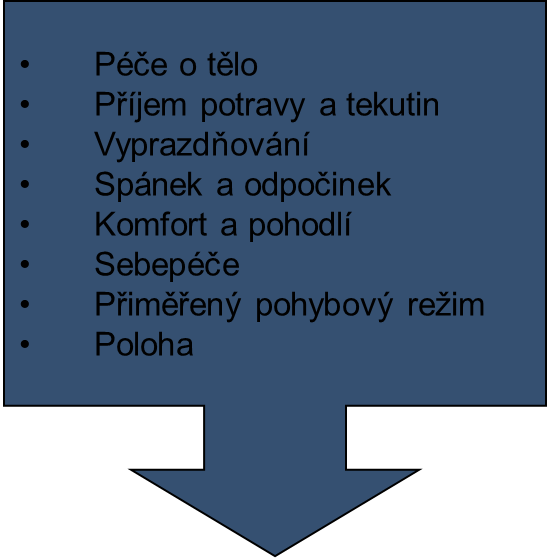 • Péče o tělo
• Příjem potravy a tekutin
• Vyprazdňování
• Spánek a odpočinek
• Komfort a pohodlí
• Sebepéče
• Přiměřený pohybový režim
• Poloha